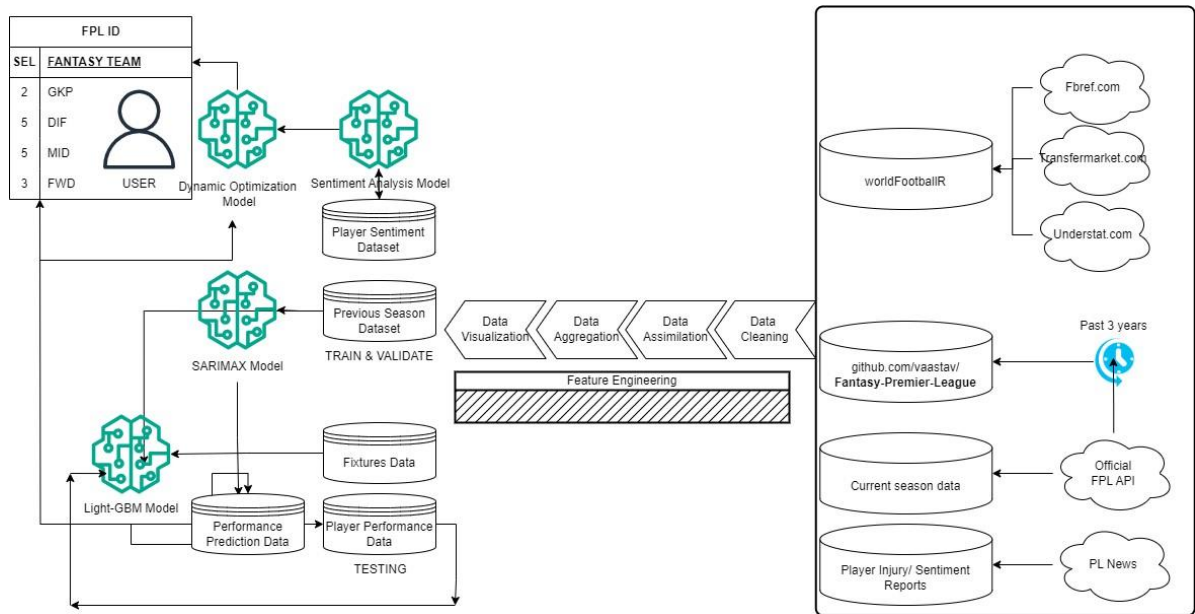 FPL ID
SEL FANTASY TEAM
2 GKP
5 DIF
5 MID
3 FWD
USER
Dynamic Optimization
Model
Sentiment Analysis Model
Player Sentiment
Dataset
SARIMAX Model
Previous Season
Dataset
TRAIN & VALIDATE
Light-GBM Model
Fixtures Data
Performance
Prediction Data
Player Performance
Data
TESTING
Data
Visualization
Data
Aggregation
Data
Assimilation
Data
Cleaning
Feature Engineering
worldFootballR
Fbref.com
Transfermarket.com
Understat.com
github.com/vaastav/
Fantasy-Premier-League
Past 3 years
Current season data
Official
FPL API
Player Injury/ Sentiment
Reports
PL News